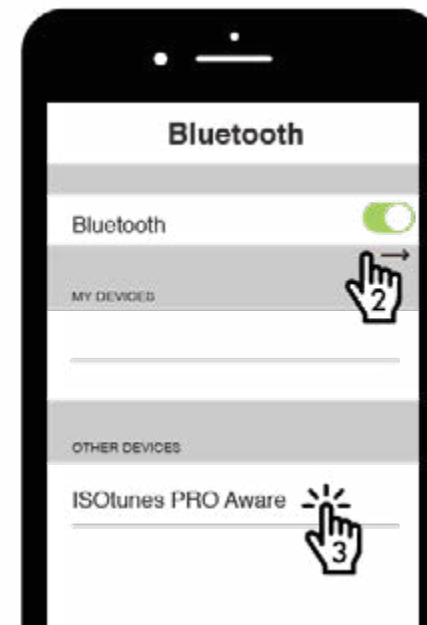 Bluetooth
Bluetooth
2
MY DEVICES
OTHER DEVICES
ISOtunes PRO Aware
3